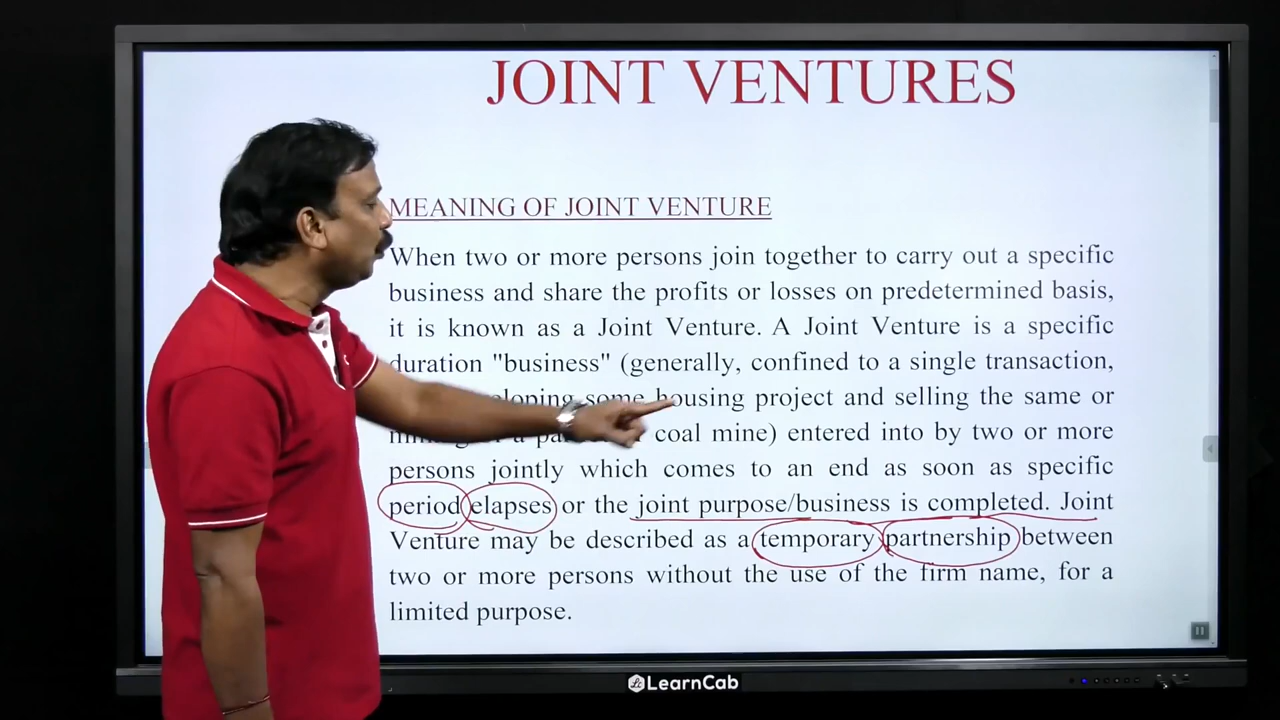 JOINT VENTURES
MEANING OF JOINT VENTURE
When two or more persons join together to carry out a specific
business and share the profits or losses on predetermined basis,
it is known as a Joint Venture. A Joint Venture is a specific
duration "business" (generally, confined to a single transaction,
some housing project and selling the same or
coal mine) entered into by two or more
persons jointly which comes to an end as soon as specific
period elapses or the joint purpose/business is completed. Joint
Venture may be described as a temporary partnership between
two or more persons without the use of the firm name, for a
limited purpose.
LearnCab